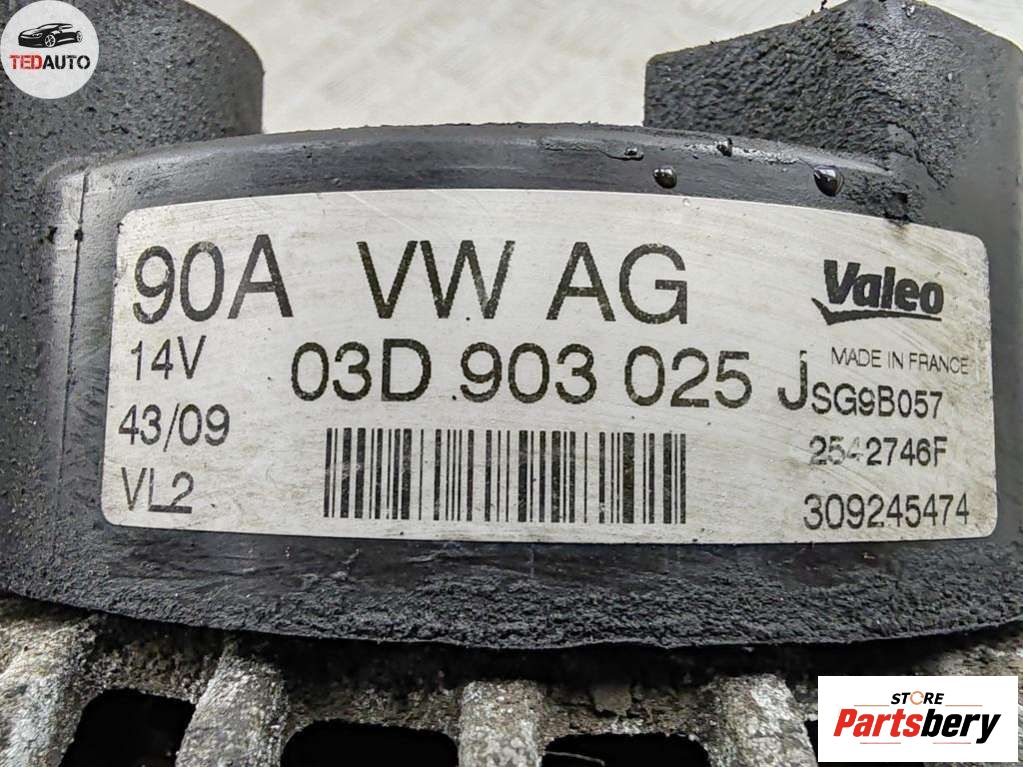 TEDAUTO
90A VW AG Valeo
14V 03D 903 025 J MADE IN FRANCE
SG9B057
43/09 2542746F
VL2 309245474
STORE
Partsbery